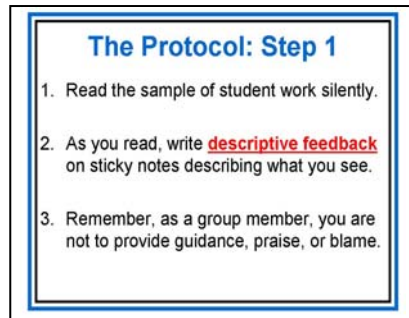 The Protocol: Step 1
1. Read the sample of student work silently.
2. As you read, write descriptive feedback
on sticky notes describing what you see.
3. Remember, as a group member, you are
not to provide guidance, praise, or blame.